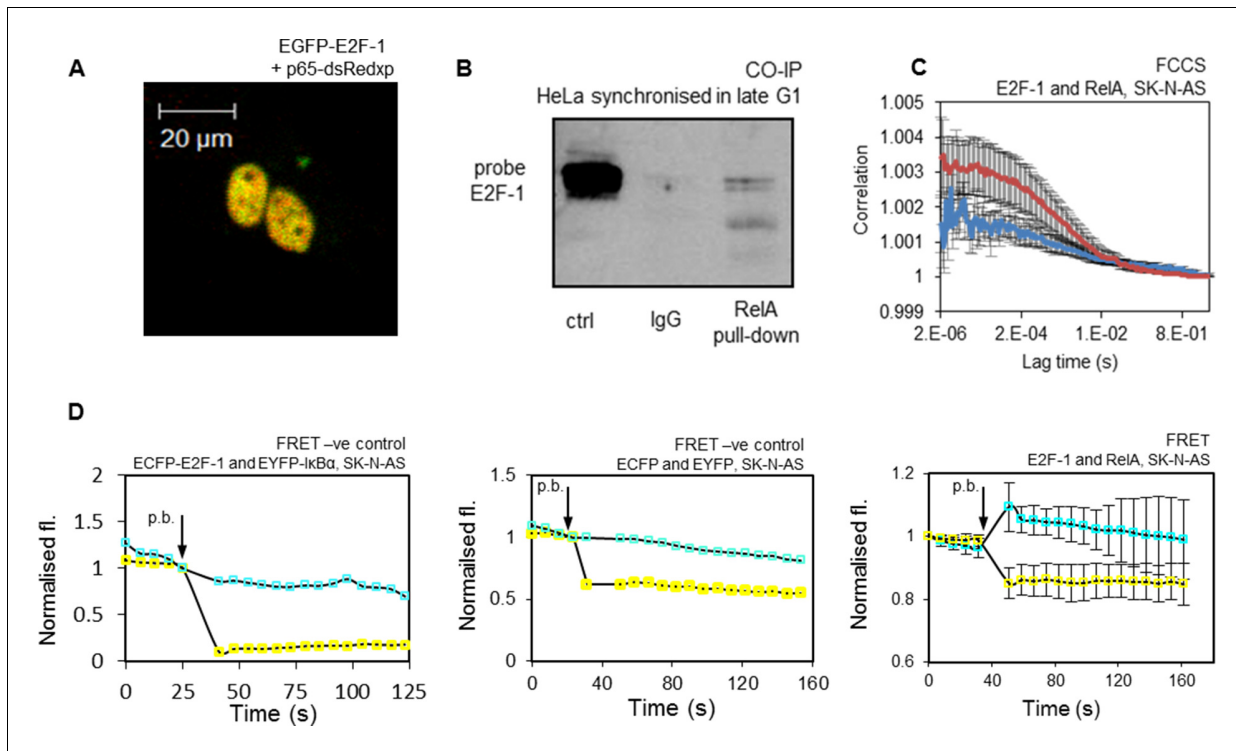 A
EGFP-E2F-1
+ p65-dsRedxp
20 µm
B
CO-IP
HeLa synchronised in late G1
probe
E2F-1
ctrl
IgG
RelA
pull-down
C
FCCS
E2F-1 and RelA, SK-N-AS
Correlation
1.005
1.004
1.003
1.002
1.001
1
0.999
2.E-06
2.E-04
1.E-02
8.E-01
Lag time (s)
D
FRET –ve control
ECFP-E2F-1 and EYFP-IκBα, SK-N-AS
Normalised fl.
2
1.5
1
0.5
0
p.b.
0
25
50
75
100
125
Time (s)
FRET –ve control
ECFP and EYFP, SK-N-AS
Normalised fl.
1.5
1
0.5
0
p.b.
0
40
80
120
160
Time (s)
FRET
E2F-1 and RelA, SK-N-AS
Normalised fl.
1.2
1
0.8
0.6
p.b.
0
40
80
120
160
Time (s)